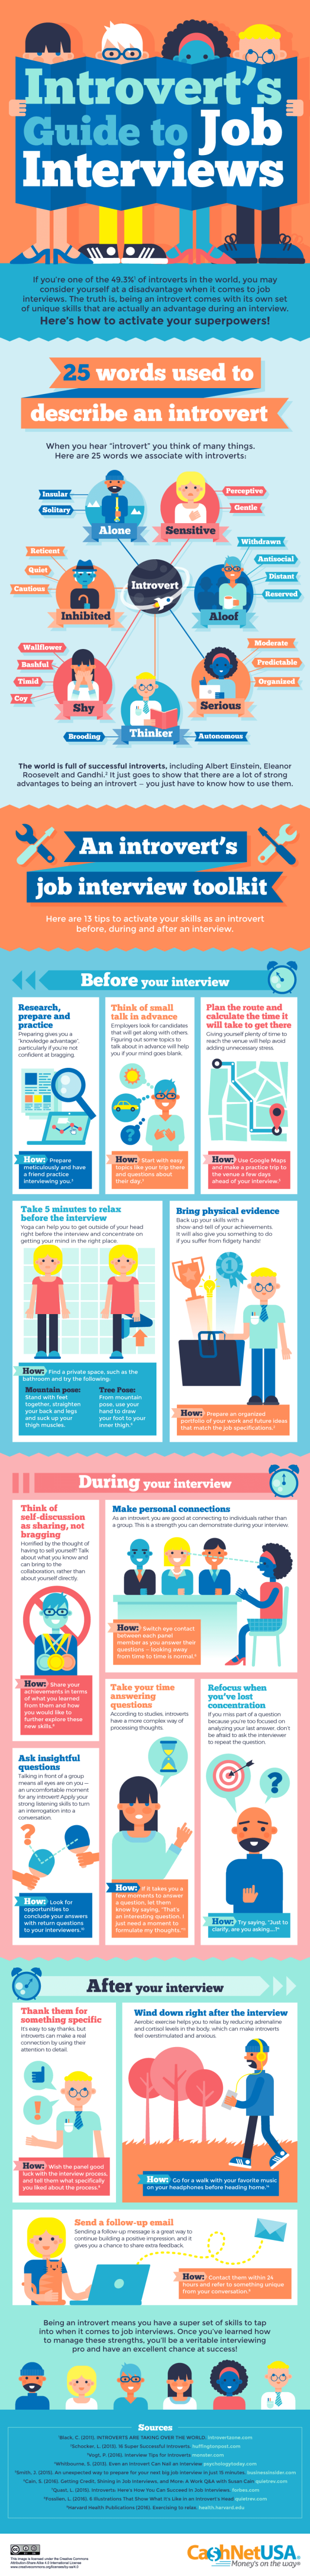 Introvert's
Guide to Job
Interviews
If you're one of the 49.3%¹ of introverts in the world, you may
consider yourself at a disadvantage when it comes to job
interviews. The truth is, being an introvert comes with its own set
of unique skills that are actually an advantage during an interview.
Here's how to activate your superpowers!
25 words used to
describe an introvert
When you hear "introvert" you think of many things.
Here are 25 words we associate with introverts:
Insular
Solitary
Alone
Perceptive
Gentle
Sensitive
Reticent
Quiet
Cautious
Inhibited
Introvert
Withdrawn
Antisocial
Distant
Reserved
Aloof
Wallflower
Bashful
Timid
Coy
Shy
Moderate
Predictable
Organized
Serious
Brooding
Thinker
Autonomous
The world is full of successful introverts, including Albert Einstein, Eleanor
Roosevelt and Gandhi.² It just goes to show that there are a lot of strong
advantages to being an introvert – you just have to know how to use them.
An introvert's
job interview toolkit
Here are 13 tips to activate your skills as an introvert
before, during and after an interview.
Before your interview
Research,
prepare and
practice
Preparing gives you a
"knowledge advantage",
particularly if you're not
confident at bragging.
How: Prepare
meticulously and have
a friend practice
interviewing you.³
Think of small
talk in advance
Employers look for candidates
that will get along with others.
Figuring out some topics to
talk about in advance will help
you if your mind goes blank.
How: Start with easy
topics like your trip there
and questions about
their day.
Plan the route and
calculate the time it
will take to get there
Giving yourself plenty of time to
reach the venue will help avoid
adding unnecessary stress.
How: Use Google Maps
and make a practice trip to
the venue a few days
ahead of your interview.
Take 5 minutes to relax
before the interview
Yoga can help you to get outside of your head
right before the interview and concentrate on
getting your mind in the right place.
How: Find a private space, such as the
bathroom and try the following:
Mountain pose:
Stand with feet
together, straighten
your back and legs
and suck up your
thigh muscles.
Tree Pose:
From mountain
pose, use your
hand to draw
your foot to your
inner thigh.
Bring physical evidence
Back up your skills with a
show-and-tell of your achievements.
It will also give you something to do
if you suffer from fidgety hands!
1
How: Prepare an organized
portfolio of your work and future ideas
that match the job specifications.
During your interview
Think of
self-discussion
as sharing, not
bragging
Horrified by the thought of
having to sell yourself? Talk
about what you know and
can bring to the
collaboration, rather than
about yourself directly.
How: Share your
achievements in terms
of what you learned
from them and how
you would like to
further explore these
new skills.
Make personal connections
As an introvert, you are good at connecting to individuals rather than
a group. This is a strength you can demonstrate during your interview.
How: Switch eye contact
between each panel
member as you answer their
questions – looking away
from time to time is normal.
Take your time
answering
questions
According to studies, introverts
have a more complex way of
processing thoughts.
How: If it takes you a
few moments to answer
a question, let them
know by saying, "That's
an interesting question, I
just need a moment to
formulate my thoughts."
Refocus when
you've lost
concentration
If you miss part of a question
because you're too focused on
analyzing your last answer, don't
be afraid to ask the interviewer
to repeat the question.
?
How: Try saying, "Just to
clarify, are you asking...?"
Ask insightful
questions
Talking in front of a group
means all eyes are on you –
an uncomfortable moment
for any introvert! Apply your
strong listening skills to turn
an interrogation into a
conversation.
?
How: Look for
opportunities to
conclude your answers
with return questions
to your interviewers.
After your interview
Thank them for
something specific
It's easy to say thanks, but
introverts can make a real
connection by using their
attention to detail.
!
How: Wish the panel good
luck with the interview process,
and tell them what specifically
you liked about the process.
Wind down right after the interview
Aerobic exercise helps you to relax by reducing adrenaline
and cortisol levels in the body, which can make introverts
feel overstimulated and anxious.
How: Go for a walk with your favorite music
on your headphones before heading home.
Send a follow-up email
Sending a follow-up message is a great way to
continue building a positive impression, and it
gives you a chance to share extra feedback.
How: Contact them within 24
hours and refer to something unique
from your conversation.
Being an introvert means you have a super set of skills to tap
into when it comes to job interviews. Once you've learned how
to manage these strengths, you'll be a veritable interviewing
pro and have an excellent chance at success!
Sources
Black, C. (2011). INTROVERTS ARE TAKING OVER THE WORLD! introvertzone.com
Schocker, L. (2013). 16 Super Successful Introverts. huffingtonpost.com
Vogt, P. (2016). Interview Tips for Introverts. monster.com
Whitbourne, S. (2013). Even an Introvert Can Nail an Interview. psychologytoday.com
Smith, J. (2015). An unexpected way to prepare for your next big job interview in just 15 minutes. businessinsider.com
Cain, S. (2016). Getting Credit, Shining in Job Interviews, and More: A Work Q&A with Susan Cain. quietrev.com
Quast, L. (2015). Introverts: Here's How You Can Succeed In Job Interviews. forbes.com
Harvard Health Publications (2016). Exercising to relax. health.harvard.edu
CashNetUSA
Money's on the way